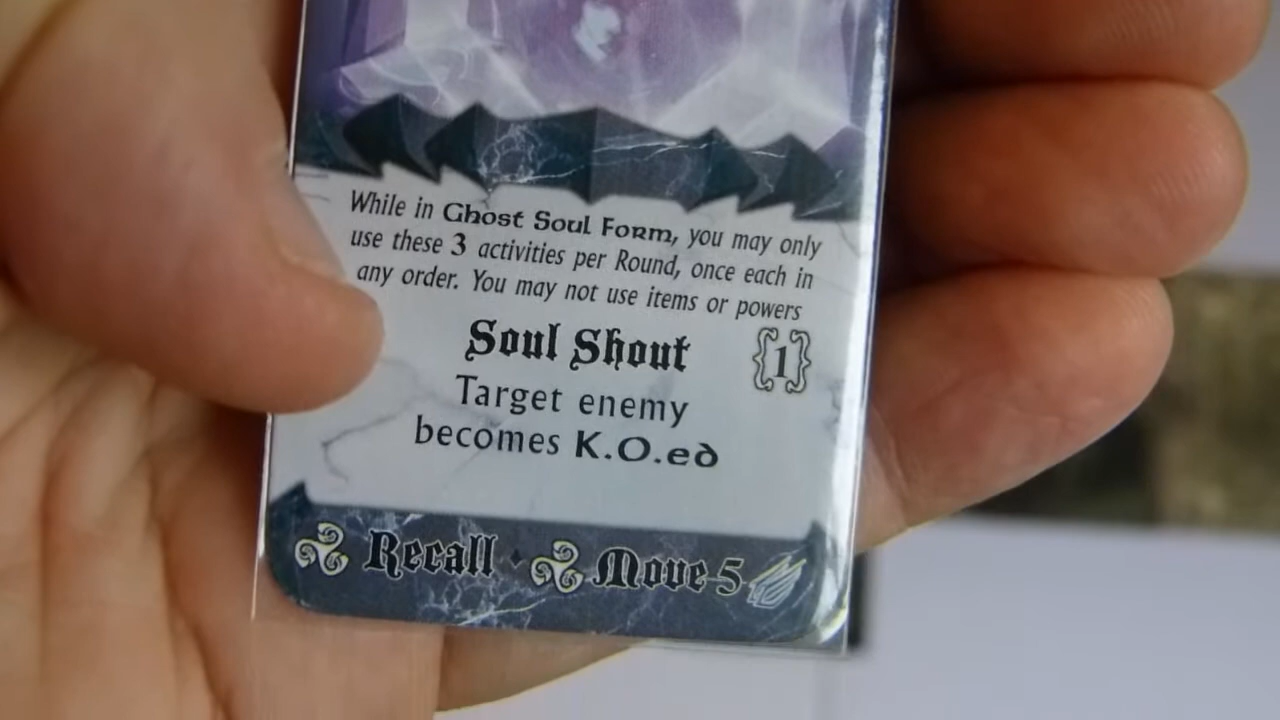 While in Ghost Soul Form, you may only
use these 3 activities per Round, once each in
any order. You may not use items or powers
Soul Shout {1}
Target enemy
becomes K.O.ed
Recall · Move 5